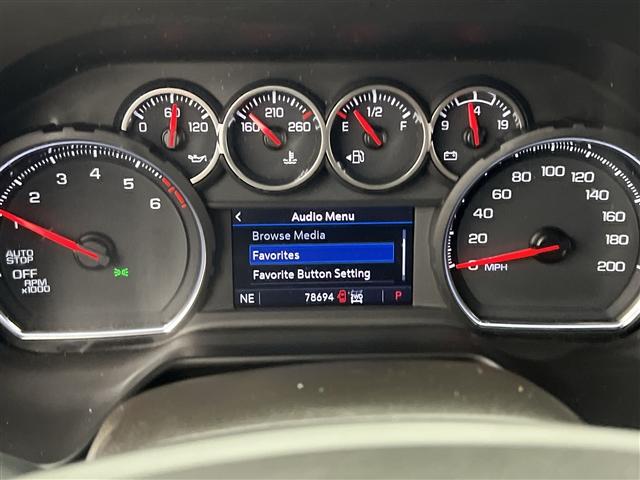 0 60 120
160 210 260
E 1/2 F
9 14 19
1 2 3 4 5 6
AUTO
STOP
OFF
RPM
x1000
< Audio Menu
Browse Media
Favorites
Favorite Button Setting
NE 78694 2WD P
0 20 40 60 80 100 120 140 160 180 200
MPH